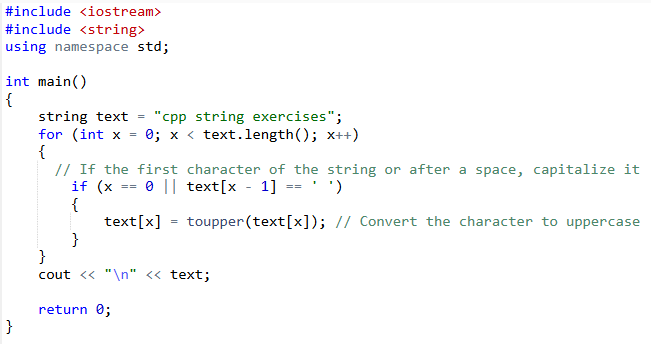 #include <iostream>
#include <string>
using namespace std;

int main()
{
    string text = "cpp string exercises";
    for (int x = 0; x < text.length(); x++)
    {
      // If the first character of the string or after a space, capitalize it
        if (x == 0 || text[x - 1] == ' ')
        {
            text[x] = toupper(text[x]); // Convert the character to uppercase
        }
    }
    cout << "\n" << text;

    return 0;
}